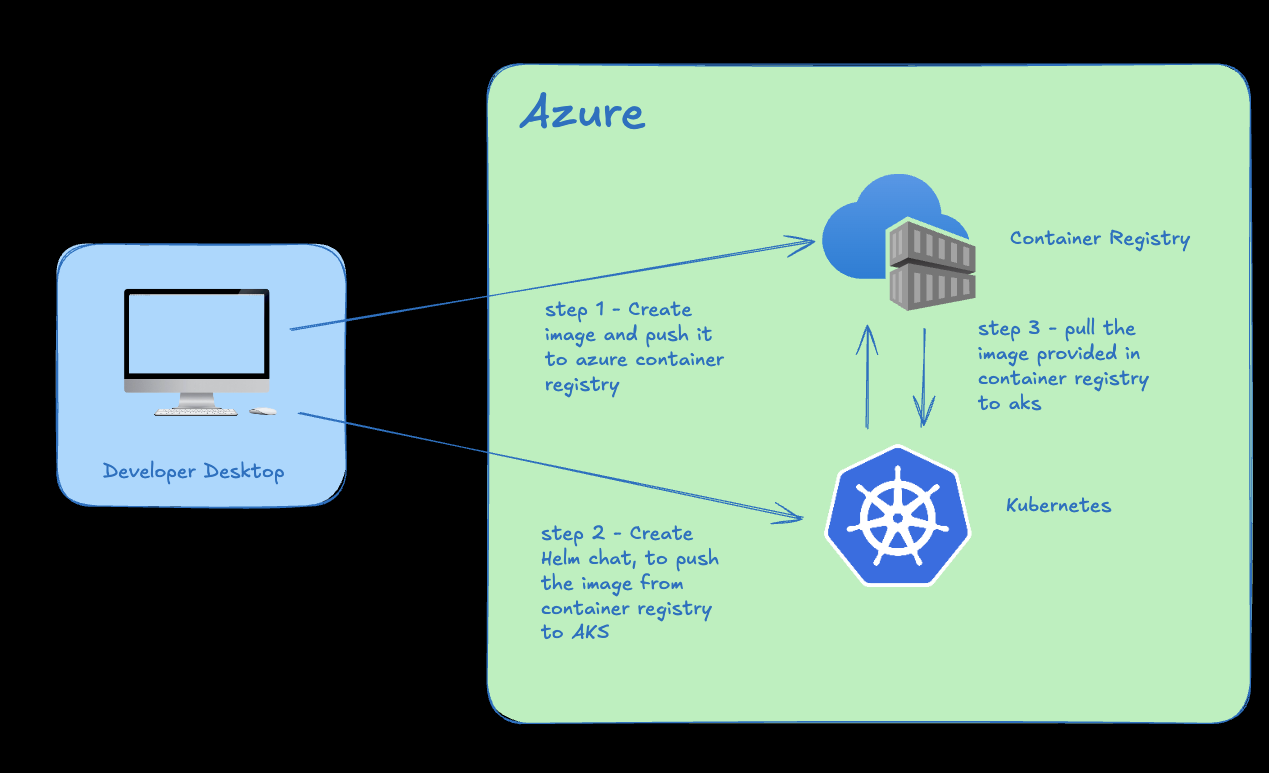 Azure
Container Registry
step 1 - Create
image and push it
to azure container
registry
step 3 - pull the
image provided in
container registry
to aks
Developer Desktop
Kubernetes
step 2 - Create
Helm chat, to push
the image from
container registry
to AKS